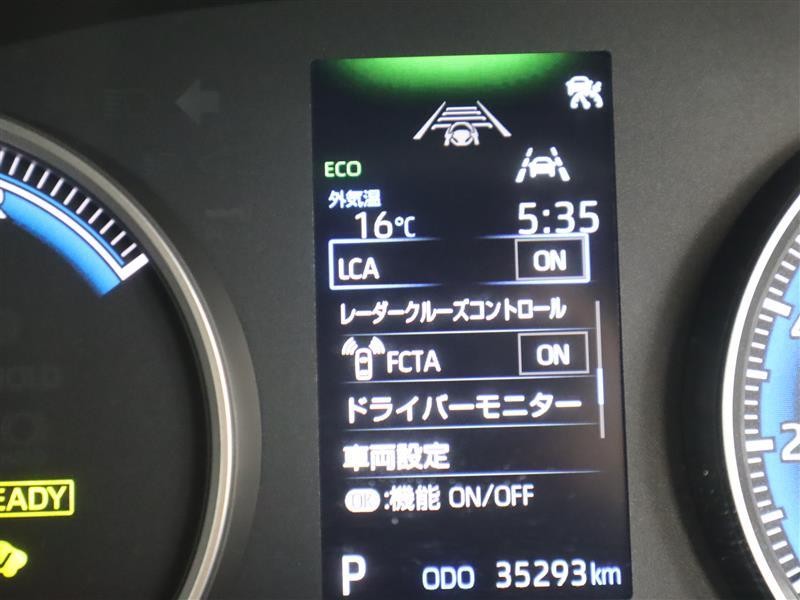 ECO
外気温
16℃ 5:35
LCA ON
レーダークルーズコントロール
FCTA ON
ドライバーモニター
車両設定
OK:機能 ON/OFF
P ODO 35293km
EADY
2